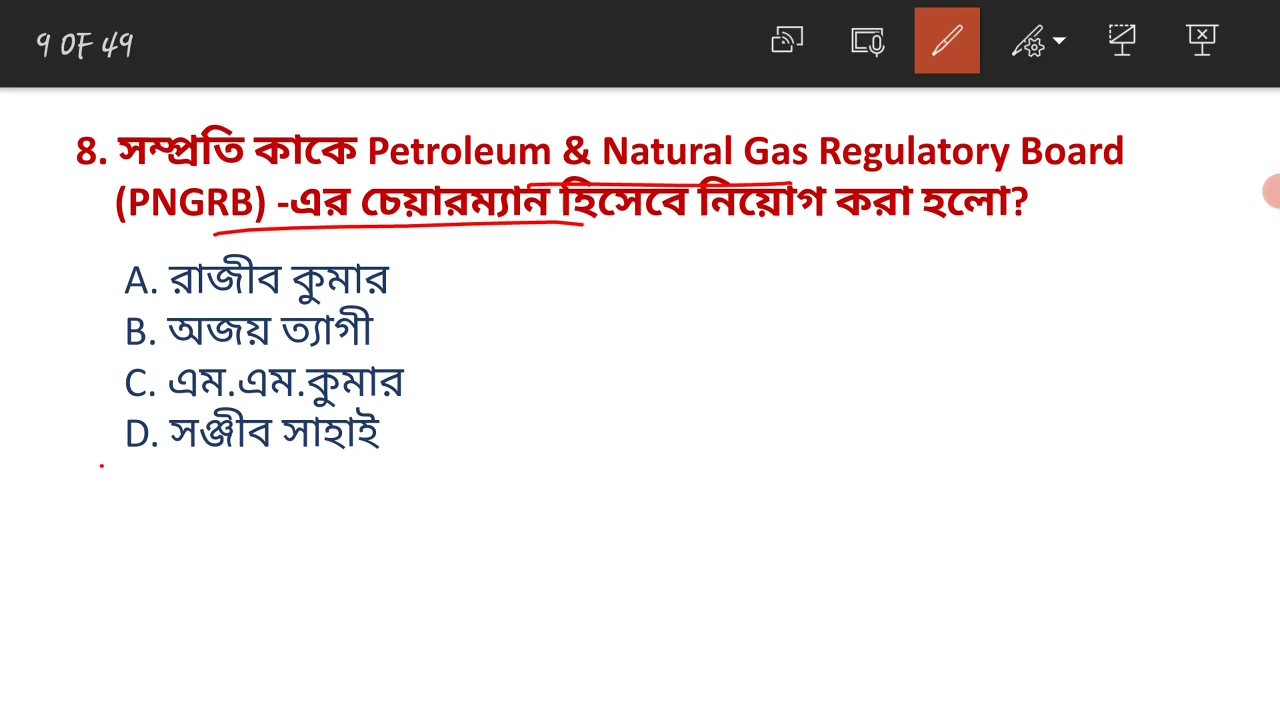 9 OF 49
8. সম্প্রতি কাকে Petroleum & Natural Gas Regulatory Board
(PNGRB) -এর চেয়ারম্যান হিসেবে নিয়োগ করা হলো?
A. রাজীব কুমার
B. অজয় ত্যাগী
C. এম.এম.কুমার
D. সঞ্জীব সাহাই